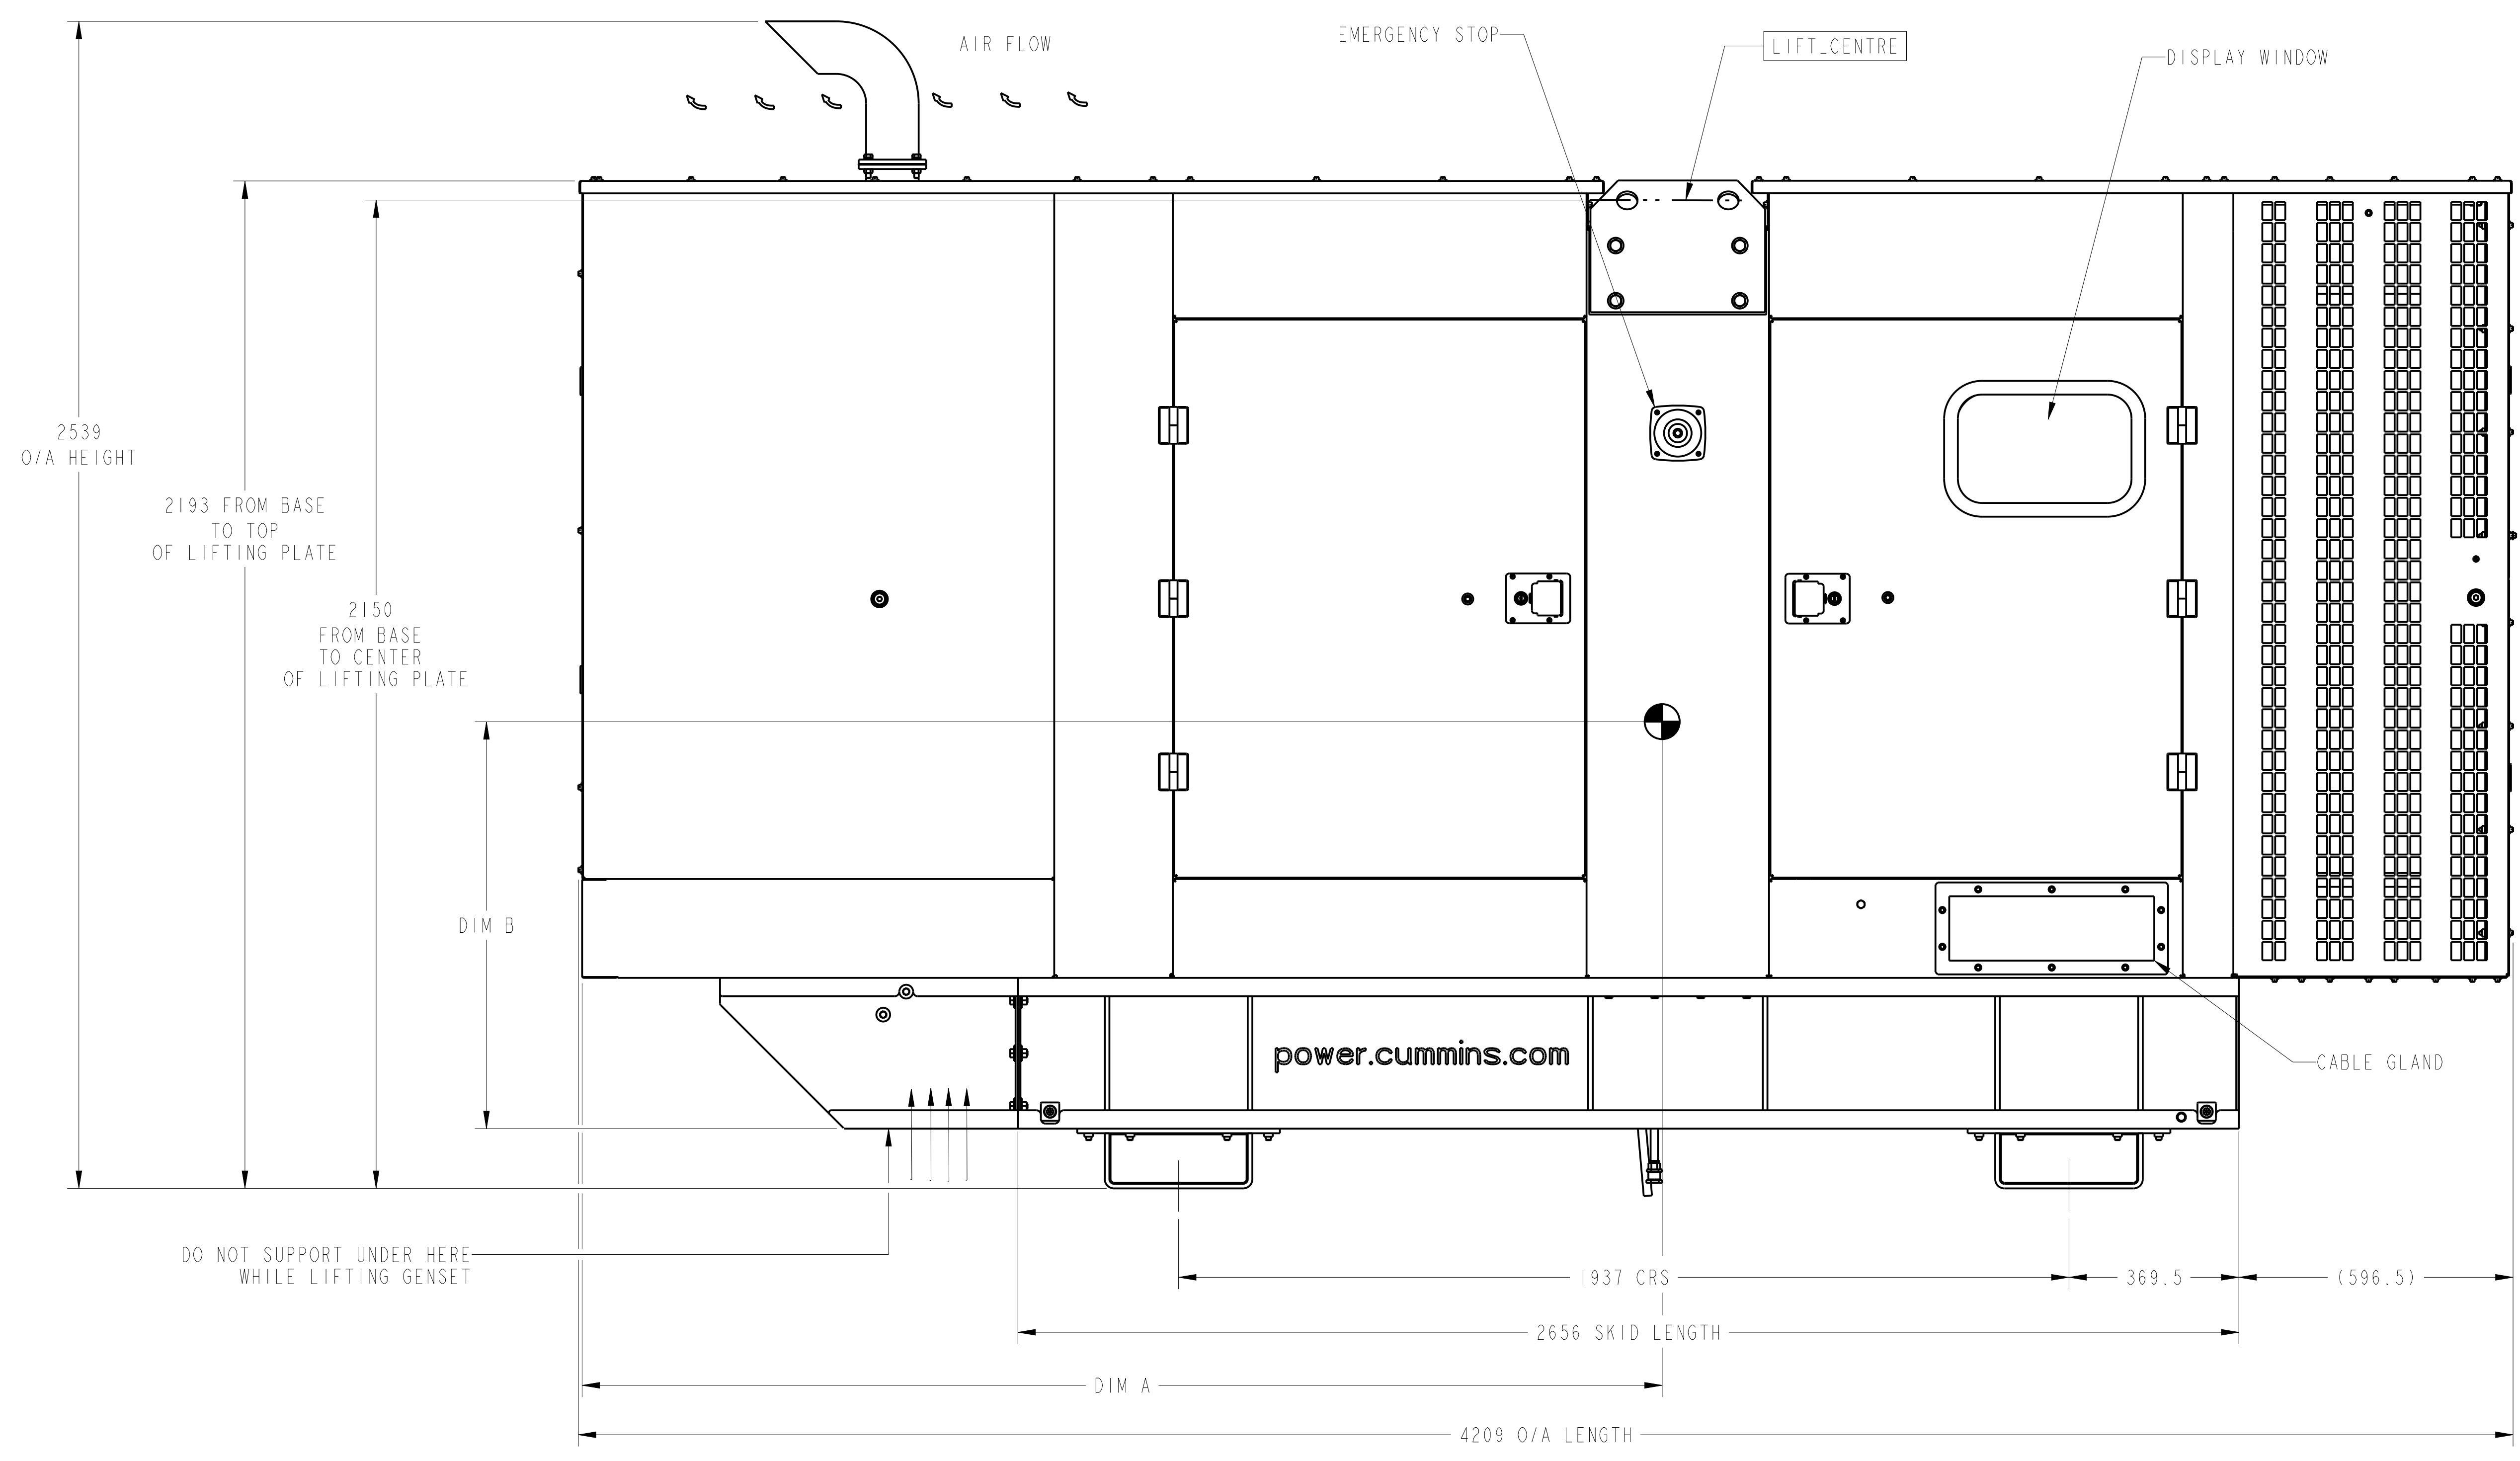 AIR FLOW
EMERGENCY STOP
LIFT_CENTRE
DISPLAY WINDOW
2539
O/A HEIGHT
2193 FROM BASE
TO TOP
OF LIFTING PLATE
2150
FROM BASE
TO CENTER
OF LIFTING PLATE
DIM B
power.cummins.com
CABLE GLAND
DO NOT SUPPORT UNDER HERE
WHILE LIFTING GENSET
1937 CRS
369.5
(596.5)
2656 SKID LENGTH
DIM A
4209 O/A LENGTH